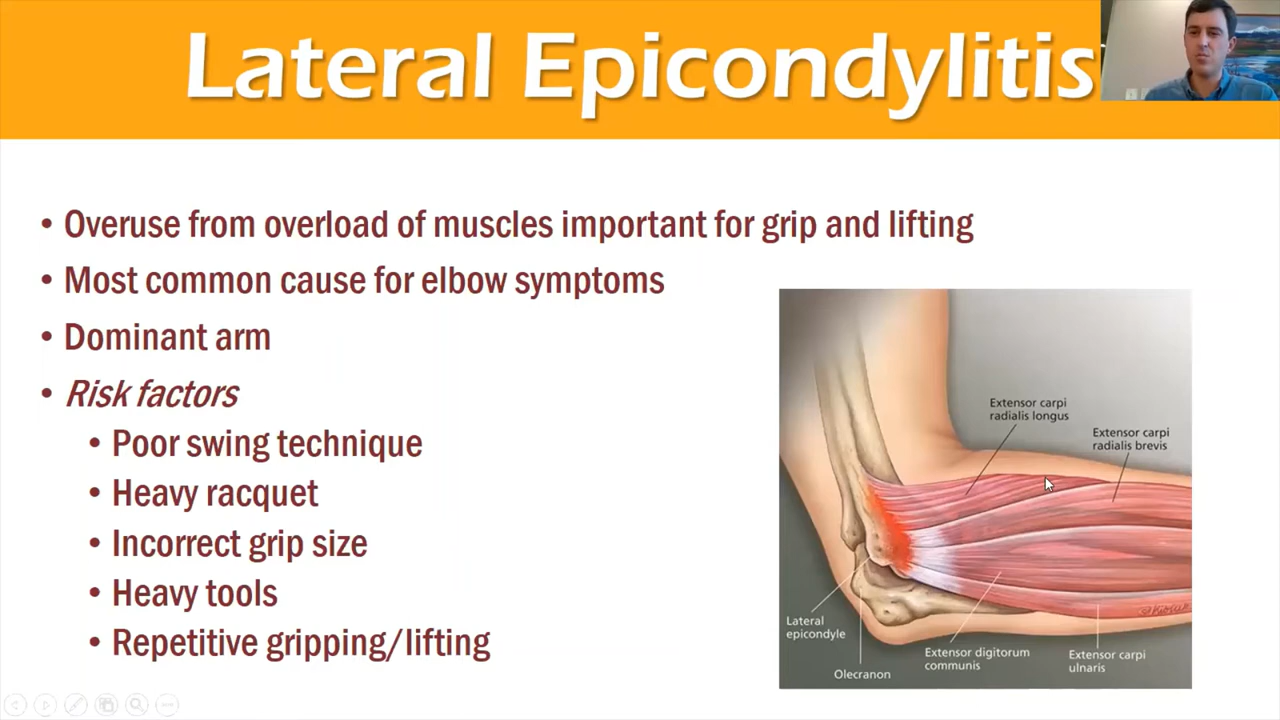 Lateral Epicondylitis
• Overuse from overload of muscles important for grip and lifting
• Most common cause for elbow symptoms
• Dominant arm
• Risk factors
• Poor swing technique
• Heavy racquet
• Incorrect grip size
• Heavy tools
• Repetitive gripping/lifting
Extensor carpi
radialis longus
Extensor carpi
radialis brevis
Lateral
epicondyle
Olecranon
Extensor digitorum
communis
Extensor carpi
ulnaris